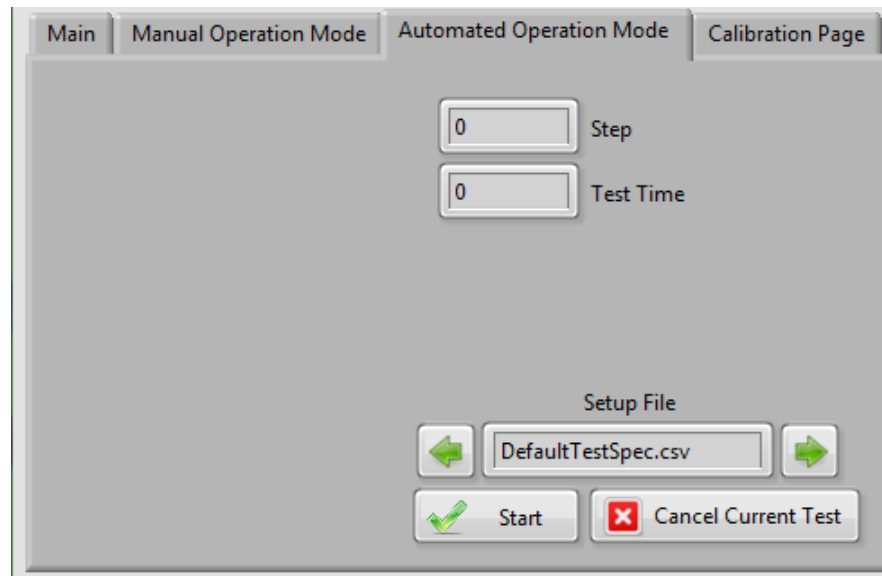 Main Manual Operation Mode Automated Operation Mode Calibration Page
0 Step
0 Test Time
Setup File
DefaultTestSpec.csv
Start Cancel Current Test